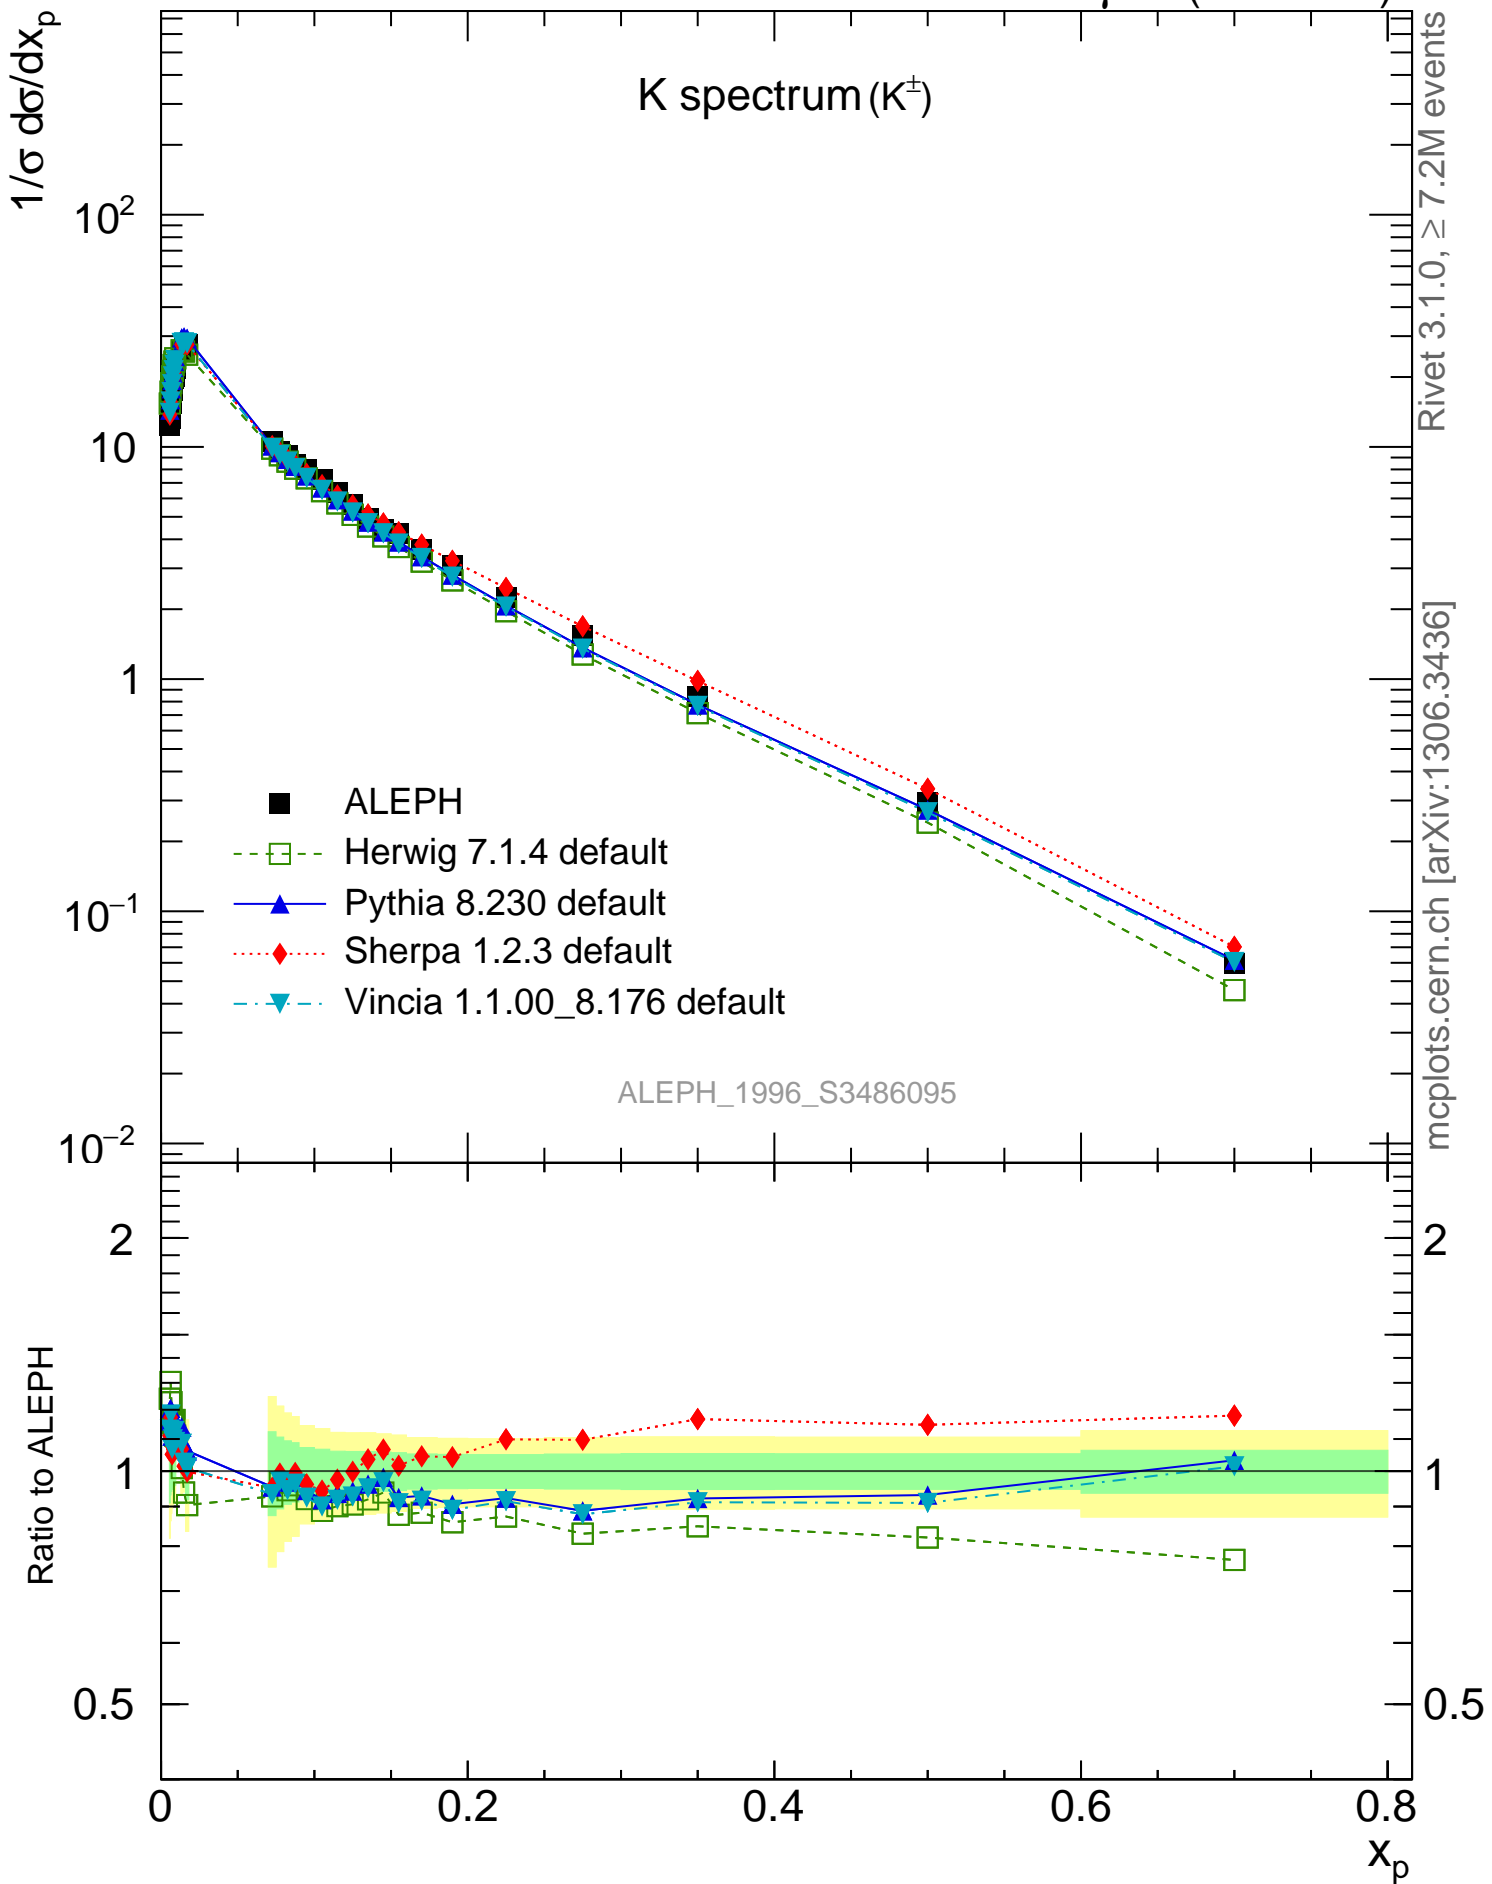 1/σ dσ/dxₚ
K spectrum (K±)
10²
10
1
10⁻¹
10⁻²
ALEPH
Herwig 7.1.4 default
Pythia 8.230 default
Sherpa 1.2.3 default
Vincia 1.1.00_8.176 default
ALEPH_1996_S3486095
Rivet 3.1.0, ≥ 7.2M events
mcplots.cern.ch [arXiv:1306.3436]
Ratio to ALEPH
2
1
0.5
2
1
0.5
0
0.2
0.4
0.6
0.8
xₚ